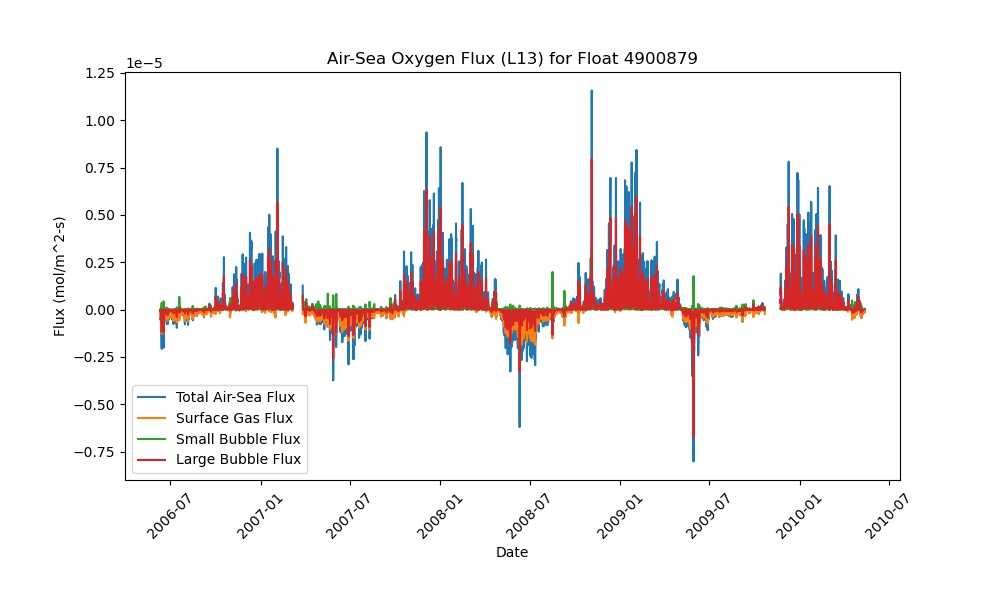 Air-Sea Oxygen Flux (L13) for Float 4900879
1e−5
1.25
1.00
0.75
0.50
0.25
0.00
−0.25
−0.50
−0.75
Flux (mol/m^2-s)
Total Air-Sea Flux
Surface Gas Flux
Small Bubble Flux
Large Bubble Flux
2006-07
2007-01
2007-07
2008-01
2008-07
2009-01
2009-07
2010-01
2010-07
Date